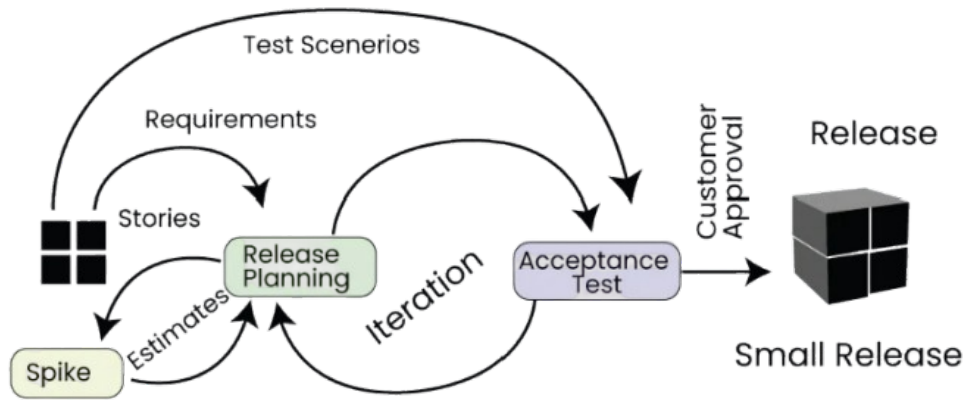 Test Scenerios
Requirements
Customer
Approval
Release
Stories
Release
Planning
Iteration
Acceptance
Test
Estimates
Spike
Small Release